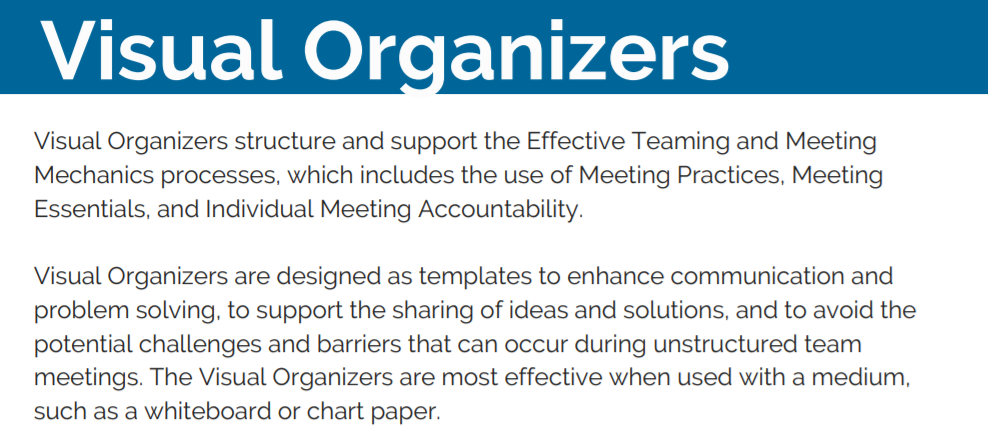 Visual Organizers
Visual Organizers structure and support the Effective Teaming and Meeting
Mechanics processes, which includes the use of Meeting Practices, Meeting
Essentials, and Individual Meeting Accountability.
Visual Organizers are designed as templates to enhance communication and
problem solving, to support the sharing of ideas and solutions, and to avoid the
potential challenges and barriers that can occur during unstructured team
meetings. The Visual Organizers are most effective when used with a medium,
such as a whiteboard or chart paper.